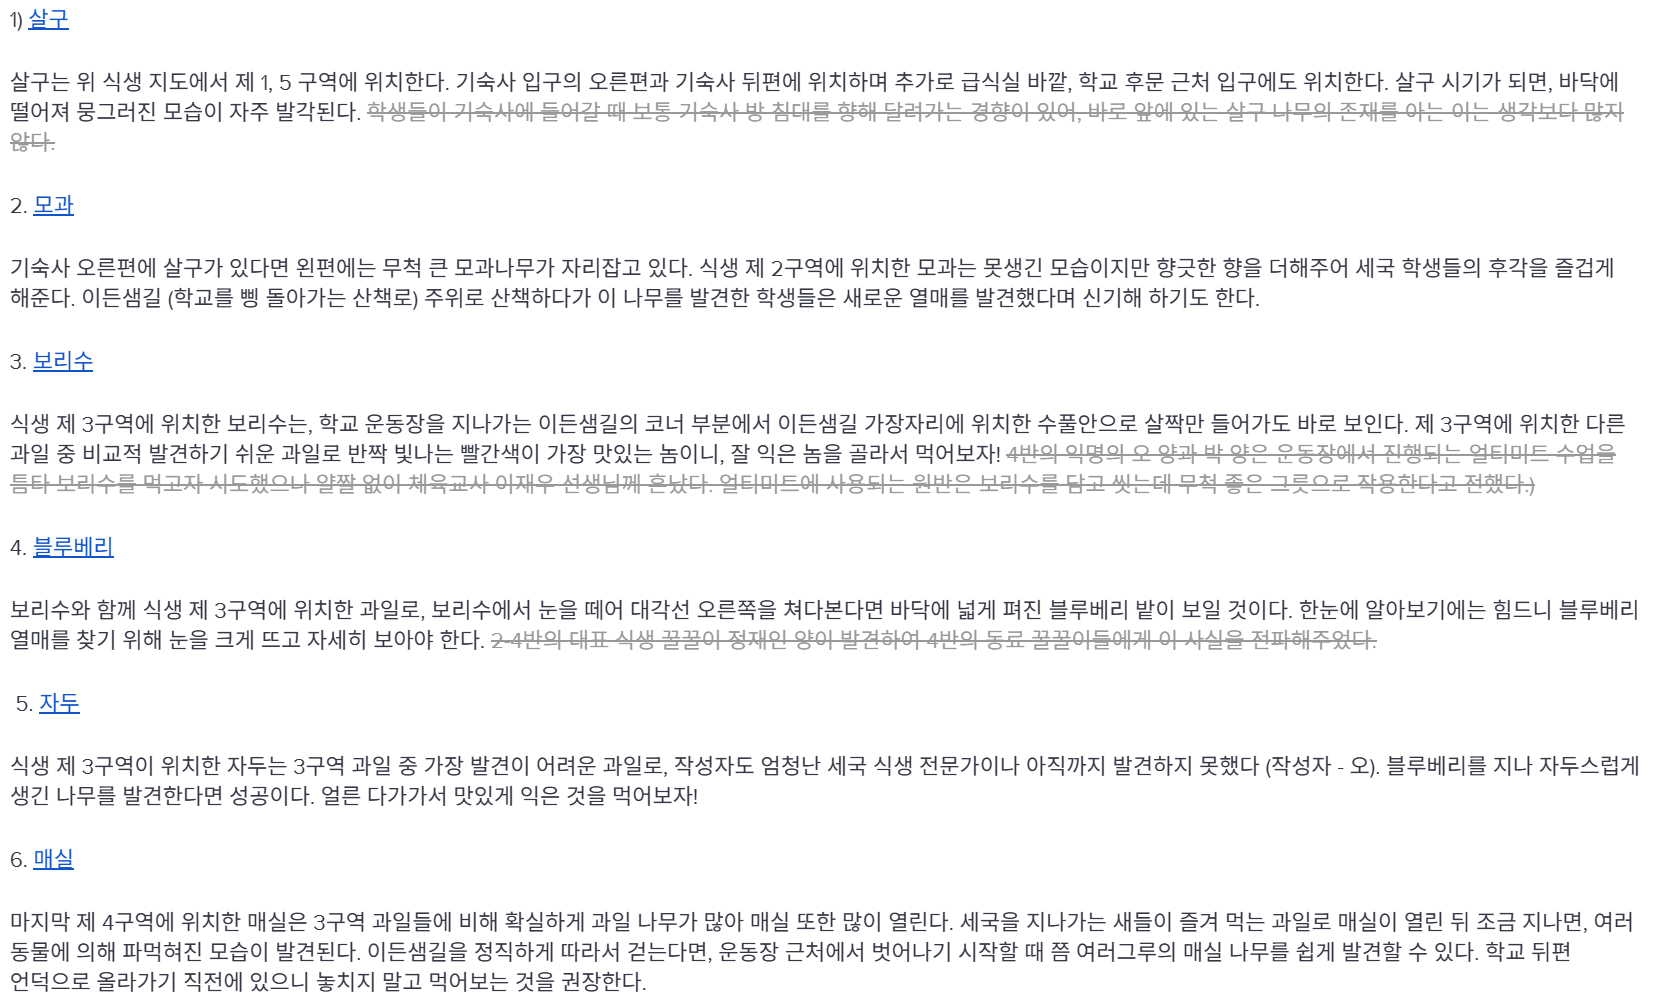 1) 살구
살구는 위 식생 지도에서 제 1, 5 구역에 위치한다. 기숙사 입구의 오른편과 기숙사 뒤편에 위치하며 추가로 급식실 바깥, 학교 후문 근처 입구에도 위치한다. 살구 시기가 되면, 바닥에
떨어져 뭉그러진 모습이 자주 발각된다. 학생들이 기숙사에 들어갈 때 보통 기숙사 방 침대를 향해 달려가는 경향이 있어, 바로 앞에 있는 살구 나무의 존재를 아는 이는 생각보다 많지
않다.
2. 모과
기숙사 오른편에 살구가 있다면 왼편에는 무척 큰 모과나무가 자리잡고 있다. 식생 제 2구역에 위치한 모과는 못생긴 모습이지만 향긋한 향을 더해주어 세국 학생들의 후각을 즐겁게
해준다. 이든샘길 (학교를 삥 돌아가는 산책로) 주위로 산책하다가 이 나무를 발견한 학생들은 새로운 열매를 발견했다며 신기해 하기도 한다.
3. 보리수
식생 제 3구역에 위치한 보리수는, 학교 운동장을 지나가는 이든샘길의 코너 부분에서 이든샘길 가장자리에 위치한 수풀안으로 살짝만 들어가도 바로 보인다. 제 3구역에 위치한 다른
과일 중 비교적 발견하기 쉬운 과일로 반짝 빛나는 빨간색이 가장 맛있는 놈이니, 잘 익은 놈을 골라서 먹어보자! 4반의 익명의 오 양과 박 양은 운동장에서 진행되는 얼티미트 수업을
틈타 보리수를 먹고자 시도했으나 얄짤 없이 체육교사 이재우 선생님께 혼났다. 얼티미트에 사용되는 원반은 보리수를 담고 씻는데 무척 좋은 그릇으로 작용한다고 전했다.)
4. 블루베리
보리수와 함께 식생 제 3구역에 위치한 과일로, 보리수에서 눈을 떼어 대각선 오른쪽을 쳐다본다면 바닥에 넓게 펴진 블루베리 밭이 보일 것이다. 한눈에 알아보기에는 힘드니 블루베리
열매를 찾기 위해 눈을 크게 뜨고 자세히 보아야 한다. 2-4반의 대표 식생 꿀꿀이 정재인 양이 발견하여 4반의 동료 꿀꿀이들에게 이 사실을 전파해주었다.
5. 자두
식생 제 3구역이 위치한 자두는 3구역 과일 중 가장 발견이 어려운 과일로, 작성자도 엄청난 세국 식생 전문가이나 아직까지 발견하지 못했다 (작성자 - 오). 블루베리를 지나 자두스럽게
생긴 나무를 발견한다면 성공이다. 얼른 다가가서 맛있게 익은 것을 먹어보자!
6. 매실
마지막 제 4구역에 위치한 매실은 3구역 과일들에 비해 확실하게 과일 나무가 많아 매실 또한 많이 열린다. 세국을 지나가는 새들이 즐겨 먹는 과일로 매실이 열린 뒤 조금 지나면, 여러
동물에 의해 파먹혀진 모습이 발견된다. 이든샘길을 정직하게 따라서 걷는다면, 운동장 근처에서 벗어나기 시작할 때 쯤 여러그루의 매실 나무를 쉽게 발견할 수 있다. 학교 뒤편
언덕으로 올라가기 직전에 있으니 놓치지 말고 먹어보는 것을 권장한다.